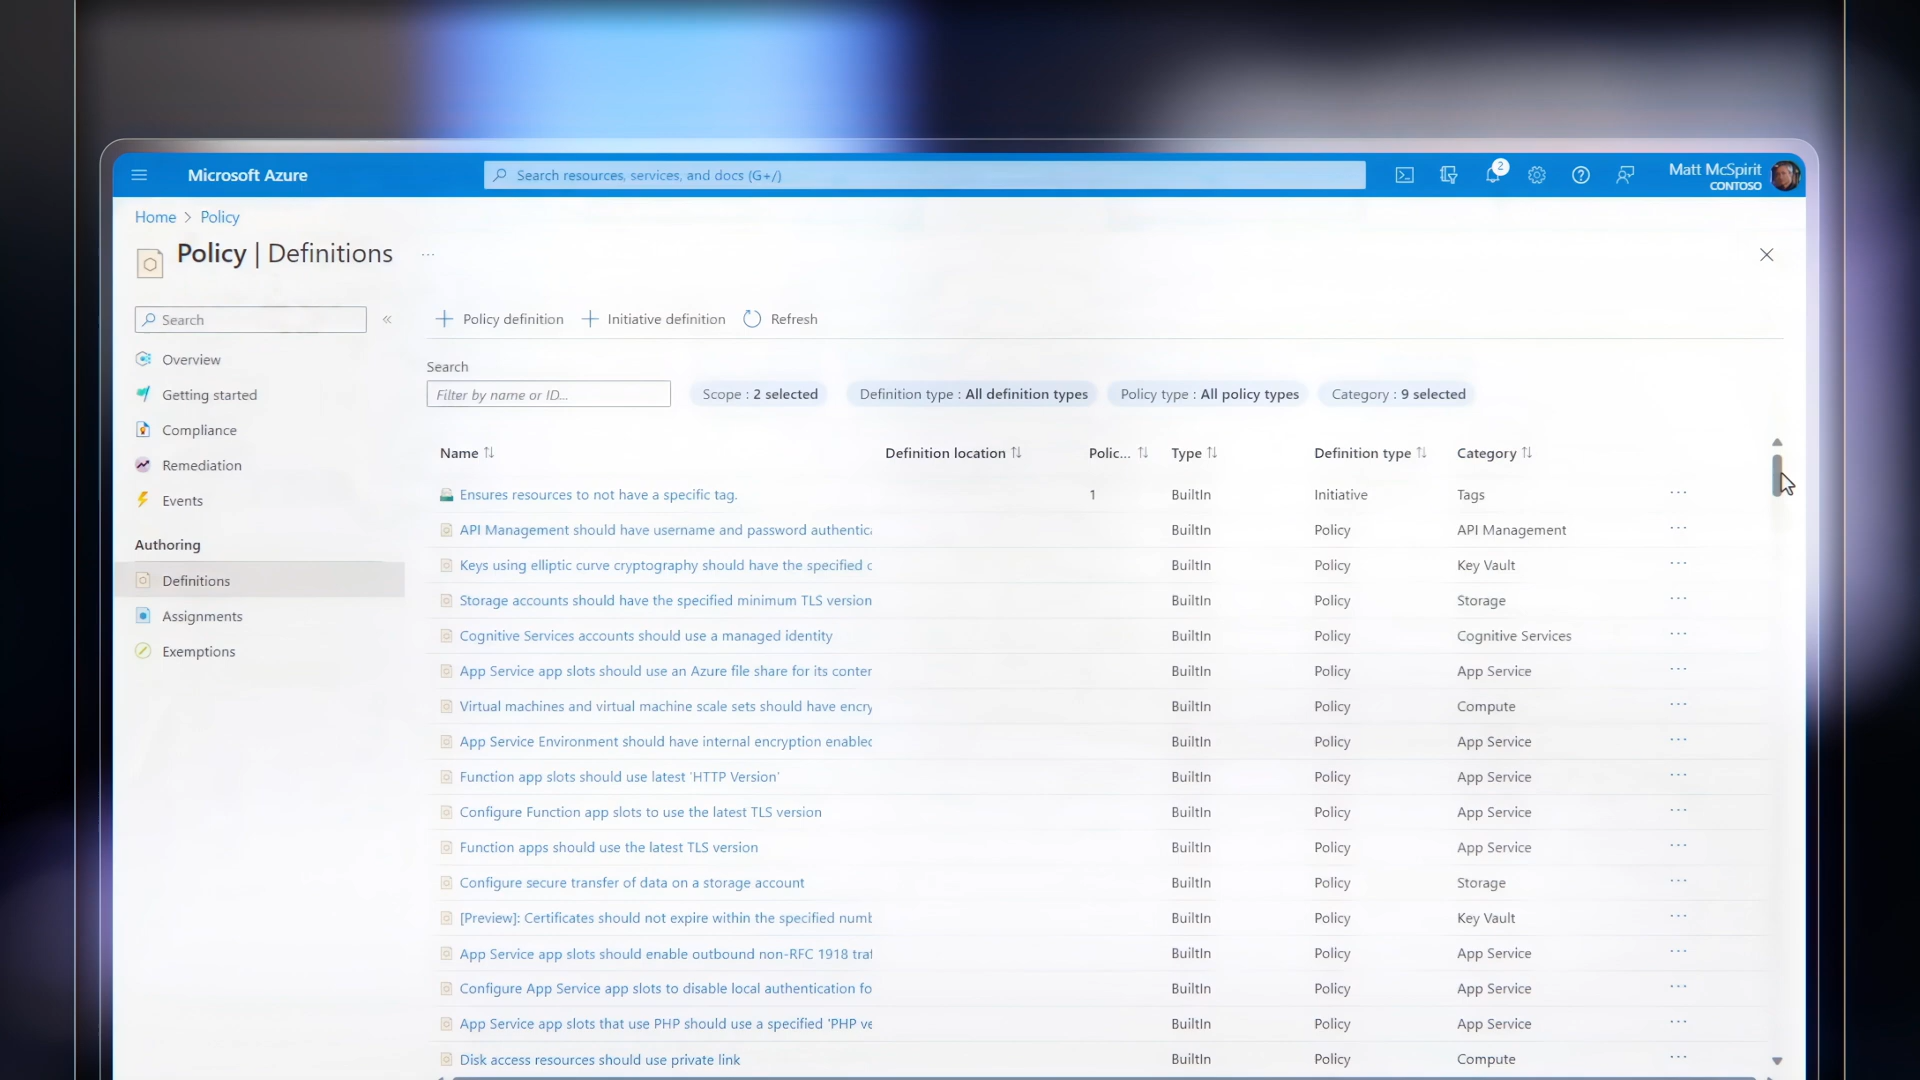 Microsoft Azure
Search resources, services, and docs (G+/)
2
Matt McSpirit
CONTOSO
Home > Policy
Policy | Definitions ...
Search «
Overview
Getting started
Compliance
Remediation
Events
Authoring
Definitions
Assignments
Exemptions
+ Policy definition + Initiative definition Refresh
Search
Filter by name or ID...
Scope : 2 selected
Definition type : All definition types
Policy type : All policy types
Category : 9 selected
Name Definition location Polic... Type Definition type Category
Ensures resources to not have a specific tag. 1 BuiltIn Initiative Tags ...
API Management should have username and password authentica BuiltIn Policy API Management ...
Keys using elliptic curve cryptography should have the specified c BuiltIn Policy Key Vault ...
Storage accounts should have the specified minimum TLS version BuiltIn Policy Storage ...
Cognitive Services accounts should use a managed identity BuiltIn Policy Cognitive Services ...
App Service app slots should use an Azure file share for its conten BuiltIn Policy App Service ...
Virtual machines and virtual machine scale sets should have encry BuiltIn Policy Compute ...
App Service Environment should have internal encryption enabled BuiltIn Policy App Service ...
Function app slots should use latest 'HTTP Version' BuiltIn Policy App Service ...
Configure Function app slots to use the latest TLS version BuiltIn Policy App Service ...
Function apps should use the latest TLS version BuiltIn Policy App Service ...
Configure secure transfer of data on a storage account BuiltIn Policy Storage ...
[Preview]: Certificates should not expire within the specified numb BuiltIn Policy Key Vault ...
App Service app slots should enable outbound non-RFC 1918 traf BuiltIn Policy App Service ...
Configure App Service app slots to disable local authentication fo BuiltIn Policy App Service ...
App Service app slots that use PHP should use a specified 'PHP ve BuiltIn Policy App Service ...
Disk access resources should use private link BuiltIn Policy Compute ...